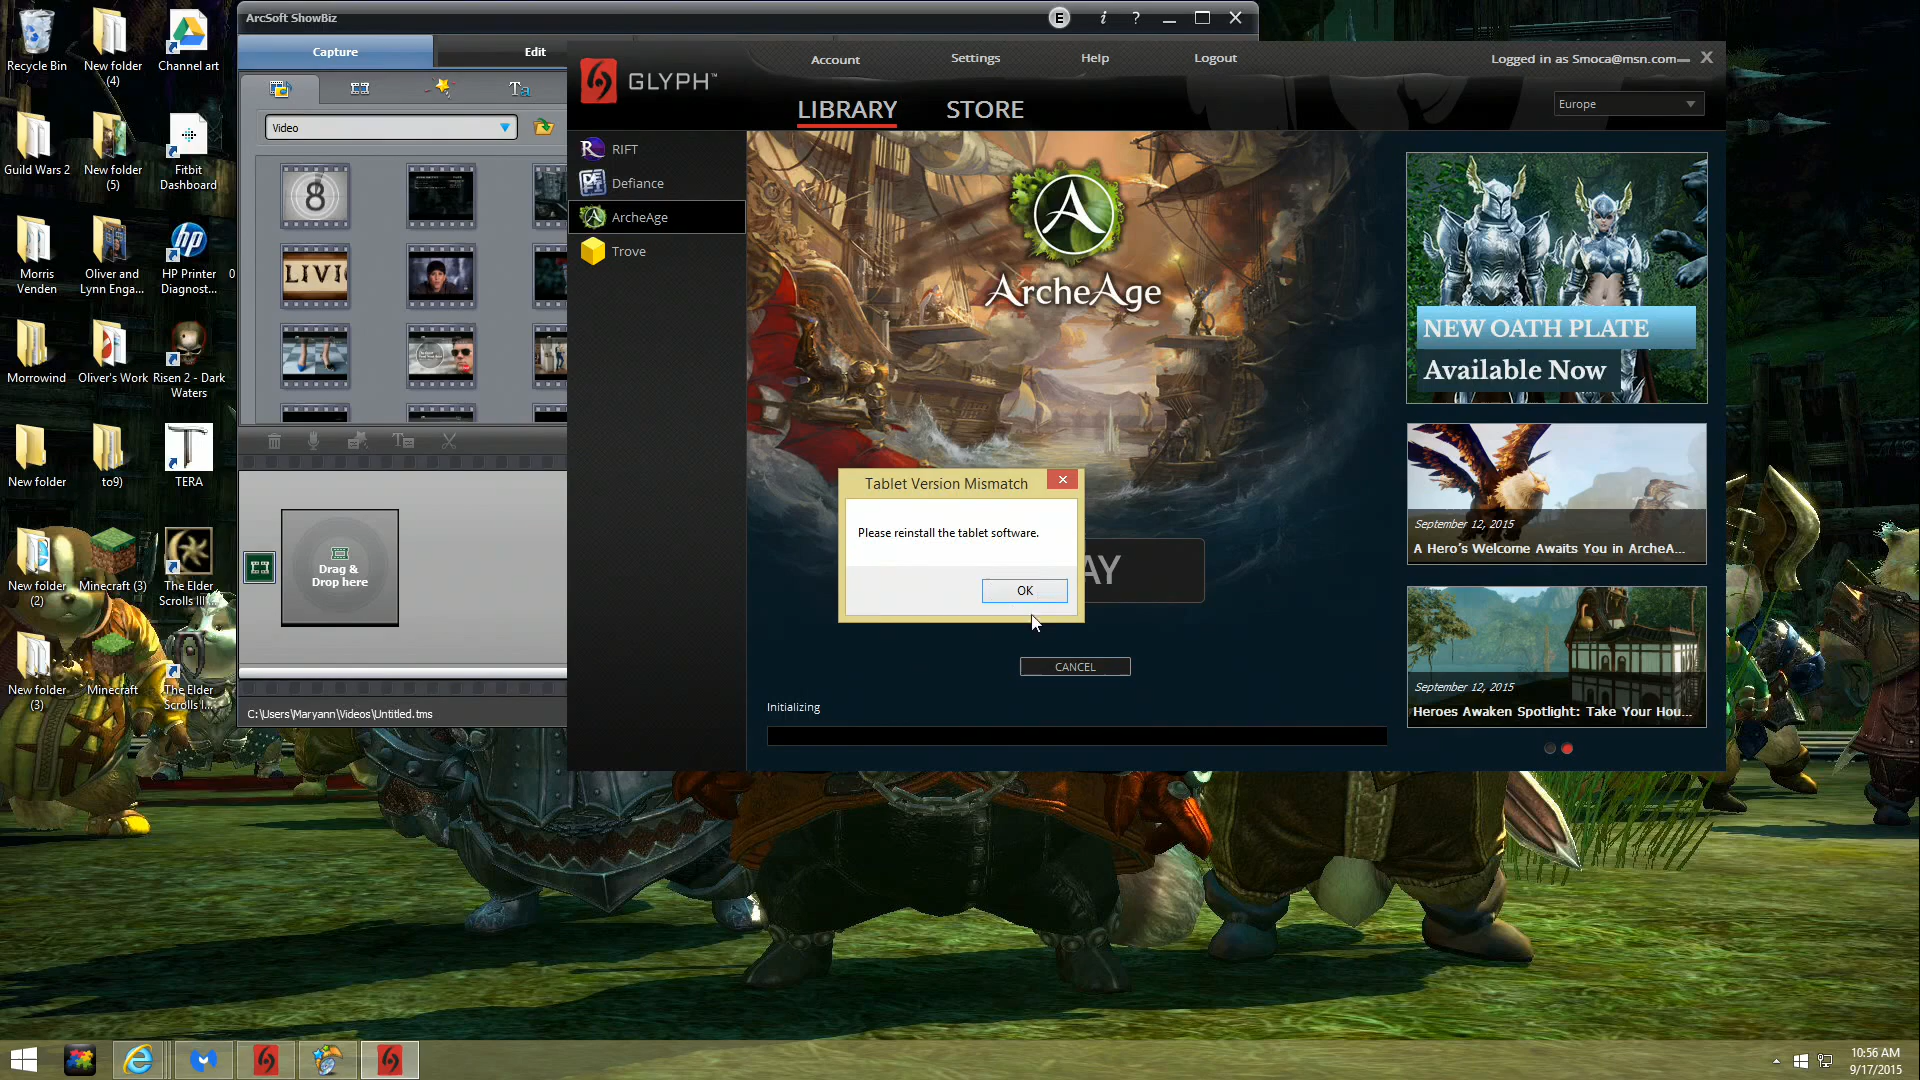 Recycle Bin
New folder
(4)
Channel art
Guild Wars 2
New folder
(5)
Fitbit
Dashboard
Morris
Venden
Oliver and
Lynn Enga...
HP Printer
Diagnost...
0
Morrowind
Oliver's Work
Risen 2 - Dark
Waters
New folder
to9)
TERA
New folder
(2)
Minecraft (3)
The Elder
Scrolls III...
New folder
(3)
Minecraft
The Elder
Scrolls I...
ArcSoft ShowBiz
E
i
?
Capture
Edit
Ta
Video
8
LIVI
Drag &
Drop here
C:\Users\Maryann\Videos\Untitled.tms
GLYPH™
Account
Settings
Help
Logout
Logged in as Smoca@msn.com
LIBRARY
STORE
Europe
RIFT
Defiance
ArcheAge
Trove
ArcheAge
NEW OATH PLATE
Available Now
September 12, 2015
A Hero's Welcome Awaits You in ArcheA...
September 12, 2015
Heroes Awaken Spotlight: Take Your Hou...
Tablet Version Mismatch
Please reinstall the tablet software.
OK
AY
CANCEL
Initializing
10:56 AM
9/17/2015